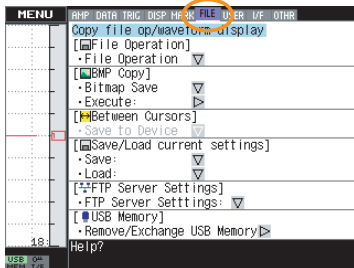 MENU AMP DATA TRIG DISP MARK FILE USER I/F OTHR
Copy file op/waveform display
[File Operation]
・File Operation ▽
[BMP Copy]
・Bitmap Save ▽
・Execute: ▷
[Between Cursors]
・Save to Device ▽
[Save/Load current settings]
・Save: ▽
・Load: ▽
[FTP Server Settings]
・FTP Server Setttings: ▽
[USB Memory]
・Remove/Exchange USB Memory▷
18:
Help?
USB